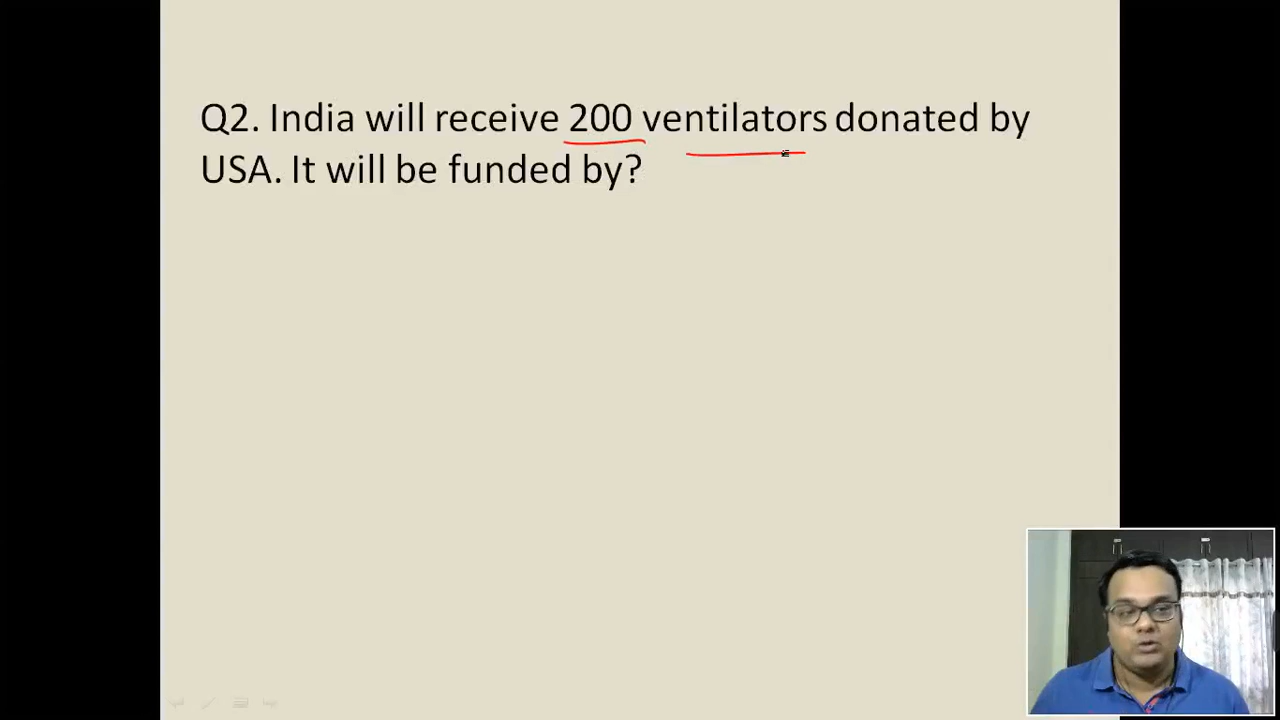 Q2. India will receive 200 ventilators donated by
USA. It will be funded by?